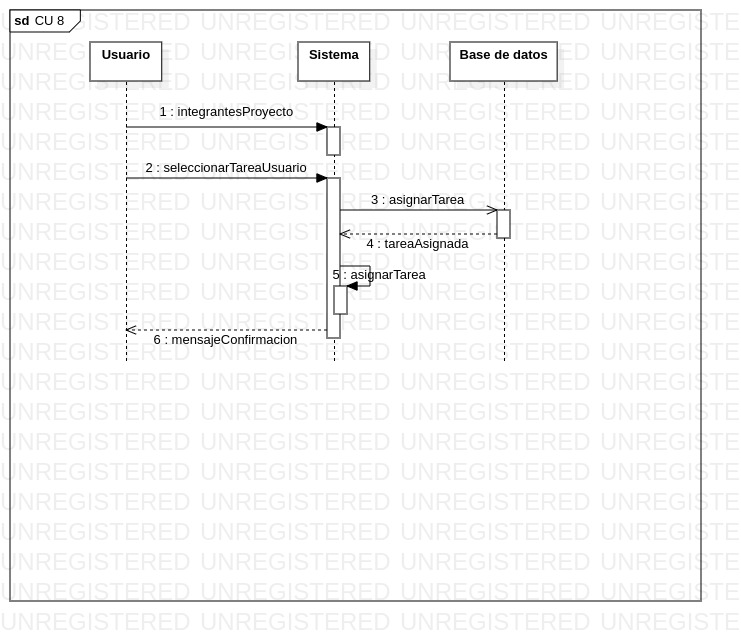 sd CU 8
Usuario
Sistema
Base de datos
1 : integrantesProyecto
2 : seleccionarTareaUsuario
3 : asignarTarea
4 : tareaAsignada
5 : asignarTarea
6 : mensajeConfirmacion
UNREGISTERED UNREGISTERED UNREGISTERED UNREGISTERED